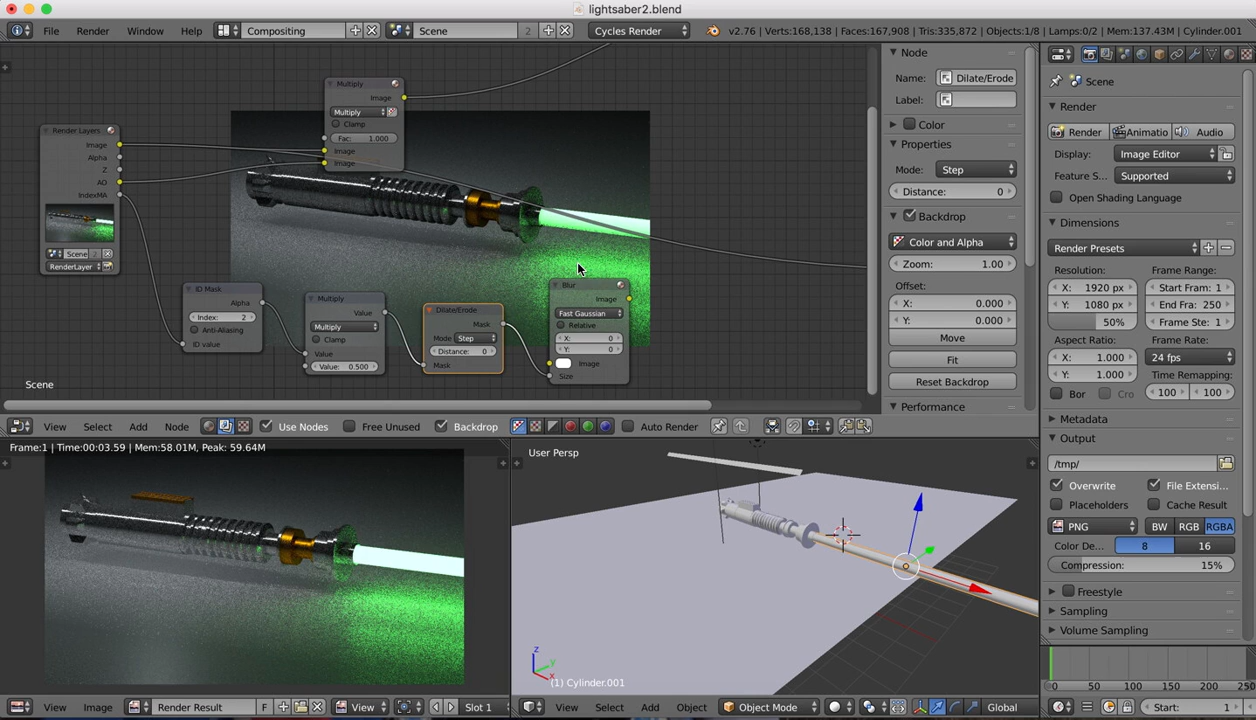 lightsaber2.blend
File Render Window Help Compositing Scene 2 Cycles Render v2.76 | Verts:168,138 | Faces:167,908 | Tris:335,872 | Objects:1/8 | Lamps:0/2 | Mem:137.43M | Cylinder.001
Multiply
Image
Multiply
Clamp
Fac: 1.000
Image
Image
Render Layers
Image
Alpha
Z
AO
IndexMA
Scene 2
RenderLayer
ID Mask
Alpha
Index: 2
Anti-Aliasing
ID value
Multiply
Value
Multiply
Clamp
Value
Value: 0.500
Dilate/Erode
Mask
Mode Step
Distance: 0
Mask
Blur
Image
Fast Gaussian
Relative
X: 0
Y: 0
Image
Size
Scene
Node
Name: Dilate/Erode
Label:
Color
Properties
Mode: Step
Distance: 0
Backdrop
Color and Alpha
Zoom: 1.00
Offset:
X: 0.000
Y: 0.000
Move
Fit
Reset Backdrop
Performance
View Select Add Node Use Nodes Free Unused Backdrop Auto Render
Frame:1 | Time:00:03.59 | Mem:58.01M, Peak: 59.64M
View Image Render Result F View Slot 1
User Persp
z
y
x
(1) Cylinder.001
View Select Add Object Object Mode Global
Scene
Render
Render Animatio Audio
Display: Image Editor
Feature S... Supported
Open Shading Language
Dimensions
Render Presets
Resolution: Frame Range:
X: 1920 px Start Fram: 1
Y: 1080 px End Fra: 250
50% Frame Ste: 1
Aspect Ratio: Frame Rate:
X: 1.000 24 fps
Y: 1.000 Time Remapping:
Bor Cro 100 100
Metadata
Output
/tmp/
Overwrite File Extensi...
Placeholders Cache Result
PNG BW RGB RGBA
Color De... 8 16
Compression: 15%
Freestyle
Sampling
Volume Sampling
0 50 100 150 200 250
Start: 1